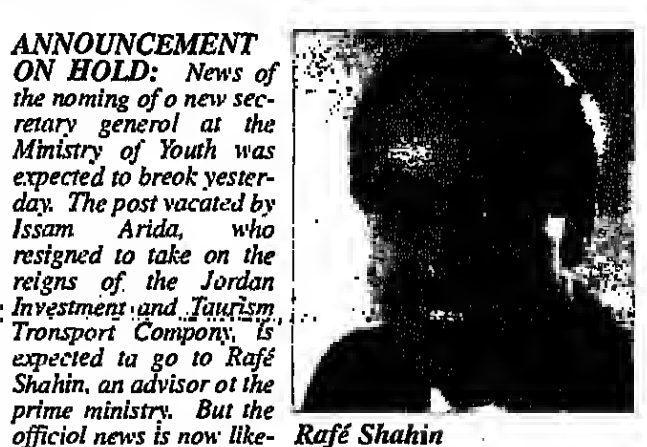 ANNOUNCEMENT
ON HOLD: News of
the noming of o new sec-
retary generol at the
Ministry of Youth was
expected to breok yester-
day. The post vacated by
Issam Arida, who
resigned to take on the
reigns of the Jordan
Investment and Taurism
Tronsport Compony, is
expected ta go to Rafé
Shahin, an advisor ot the
prime ministry. But the
officiol news is now like-
Rafé Shahin